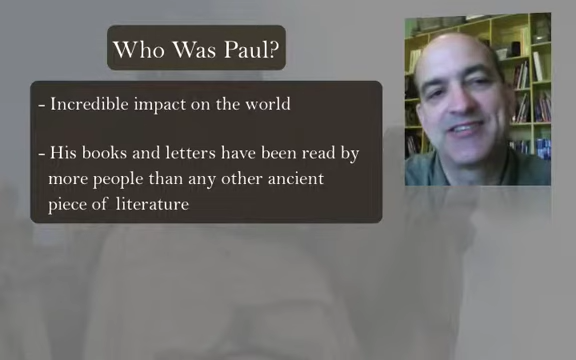 Who Was Paul?
- Incredible impact on the world
- His books and letters have been read by
more people than any other ancient
piece of literature